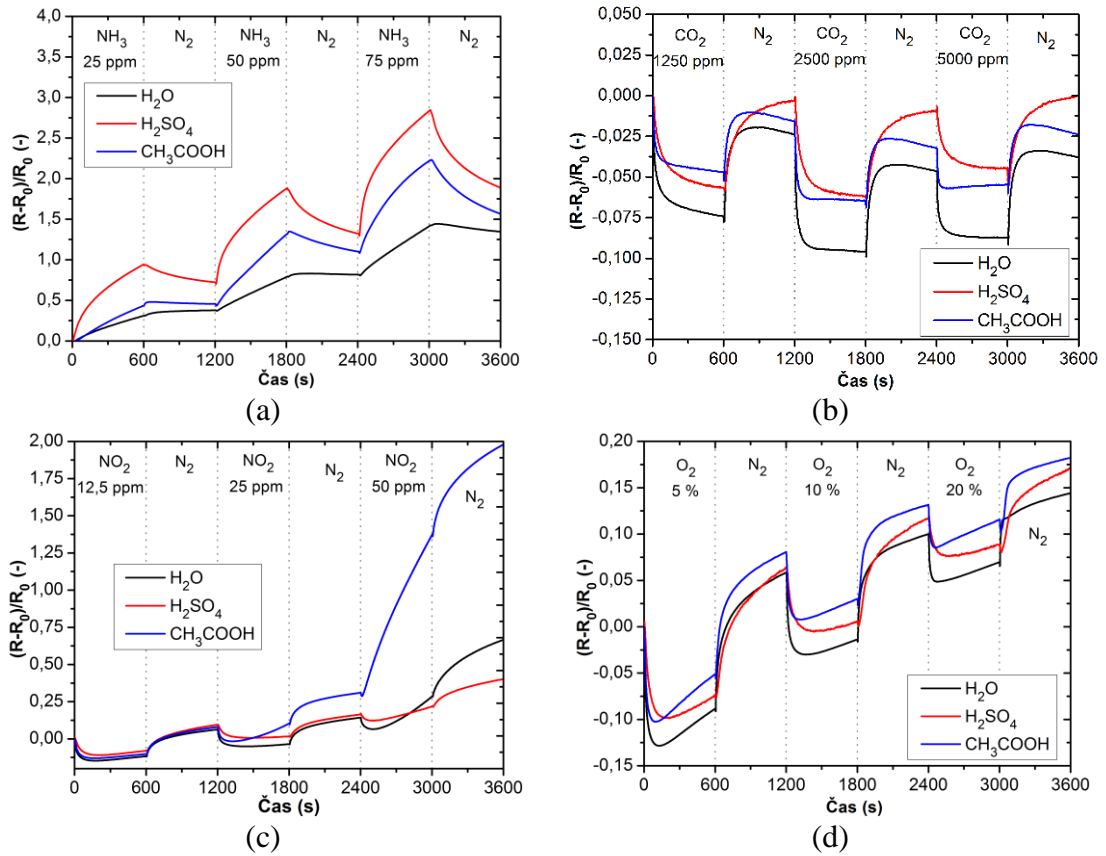 NH3 N2 NH3 N2 NH3 N2
25 ppm 50 ppm 75 ppm
H2O
H2SO4
CH3COOH
4,0
3,5
3,0
2,5
2,0
1,5
1,0
0,5
0,0
(R-R0)/R0 (-)
0 600 1200 1800 2400 3000 3600
Čas (s)
(a)
CO2 N2 CO2 N2 CO2 N2
1250 ppm 2500 ppm 5000 ppm
0,050
0,025
0,000
-0,025
-0,050
-0,075
-0,100
-0,125
-0,150
(R-R0)/R0 (-)
H2O
H2SO4
CH3COOH
0 600 1200 1800 2400 3000 3600
Čas (s)
(b)
NO2 N2 NO2 N2 NO2 N2
12,5 ppm 25 ppm 50 ppm
2,00
1,75
1,50
1,25
1,00
0,75
0,50
0,25
0,00
(R-R0)/R0 (-)
H2O
H2SO4
CH3COOH
0 600 1200 1800 2400 3000 3600
Čas (s)
(c)
O2 N2 O2 N2 O2 N2
5 % 10 % 20 %
0,20
0,15
0,10
0,05
0,00
-0,05
-0,10
-0,15
(R-R0)/R0 (-)
H2O
H2SO4
CH3COOH
0 600 1200 1800 2400 3000 3600
Čas (s)
(d)